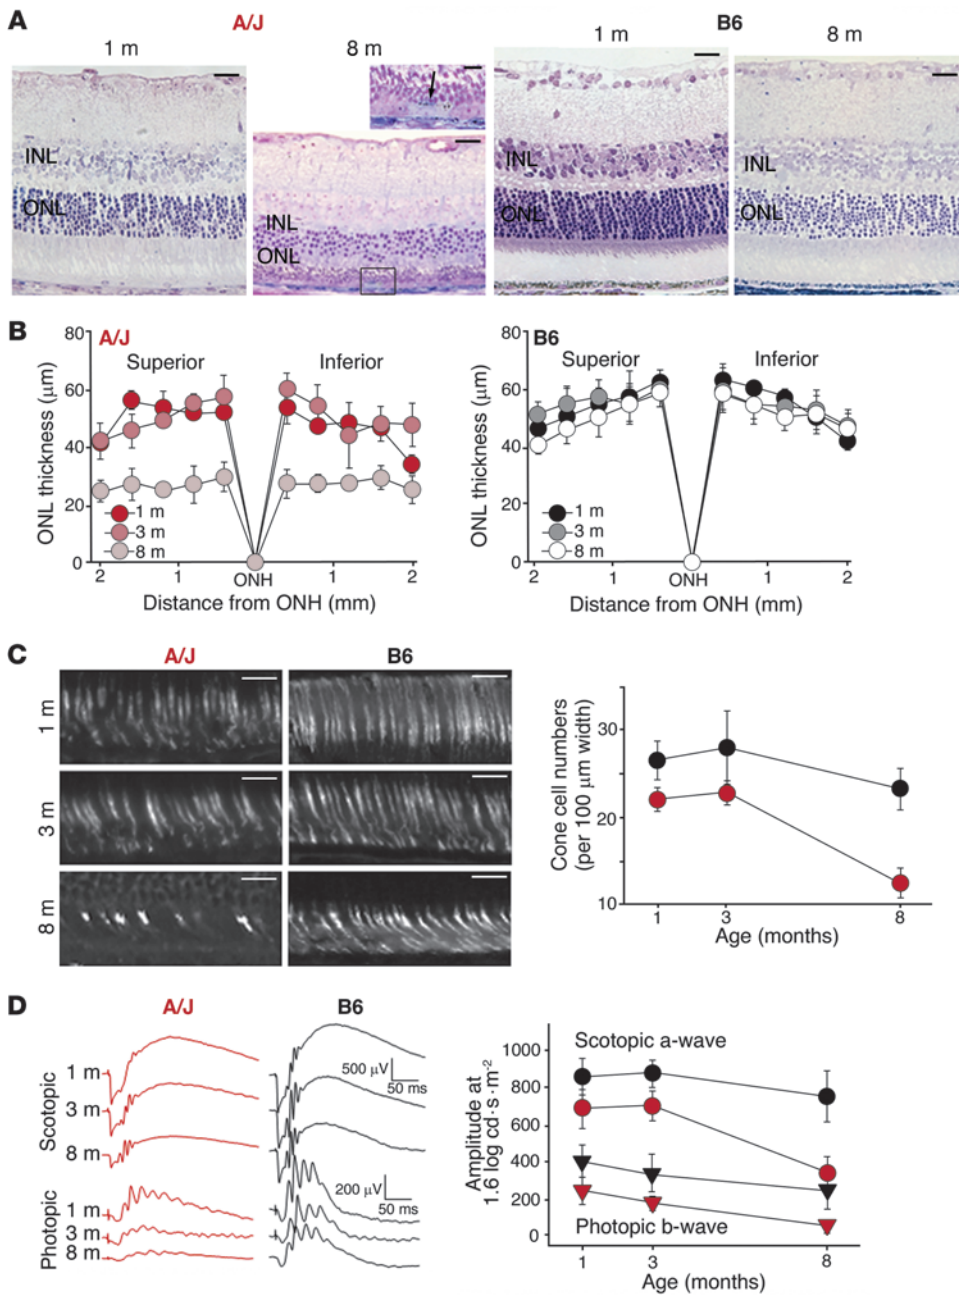 A
A/J
B6
1 m
8 m
1 m
8 m
INL
ONL
INL
ONL
INL
ONL
INL
ONL
B
A/J
Superior
Inferior
80
60
40
20
0
ONL thickness (μm)
1 m
3 m
8 m
2
1
ONH
1
2
Distance from ONH (mm)
B6
Superior
Inferior
80
60
40
20
0
ONL thickness (μm)
1 m
3 m
8 m
2
1
ONH
1
2
Distance from ONH (mm)
C
A/J
B6
1 m
3 m
8 m
Cone cell numbers
(per 100 μm width)
30
20
10
1
3
8
Age (months)
D
A/J
B6
Scotopic
1 m
3 m
8 m
500 μV
50 ms
Photopic
1 m
3 m
8 m
200 μV
50 ms
Amplitude at
1.6 log cd·s·m-2
1000
800
600
400
200
0
Scotopic a-wave
Photopic b-wave
1
3
8
Age (months)